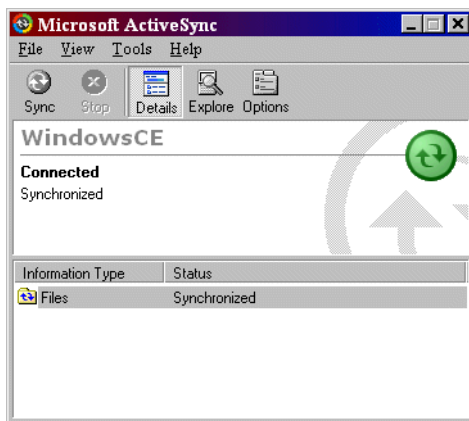 Microsoft ActiveSync
File View Tools Help
Sync Stop Details Explore Options
WindowsCE
Connected
Synchronized
Information Type Status
Files Synchronized